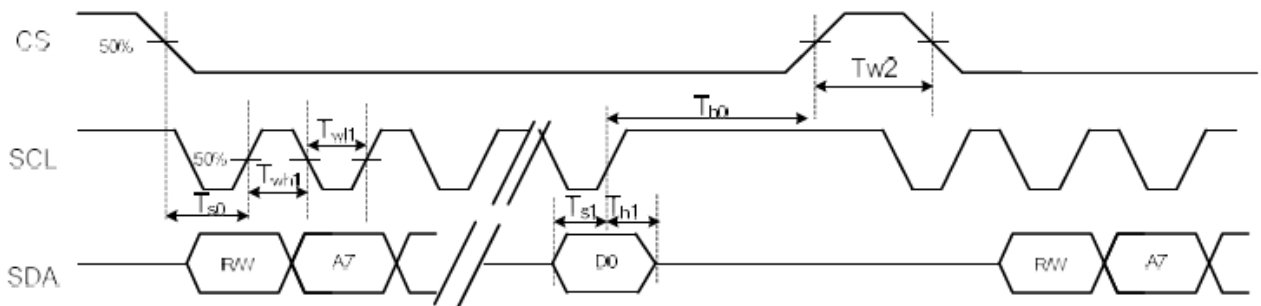 CS
50%
Tw2
Th0
SCL
50%
Twl1
Twh1
Ts0
Ts1
Th1
SDA
R/W
A7
D0
R/W
A7